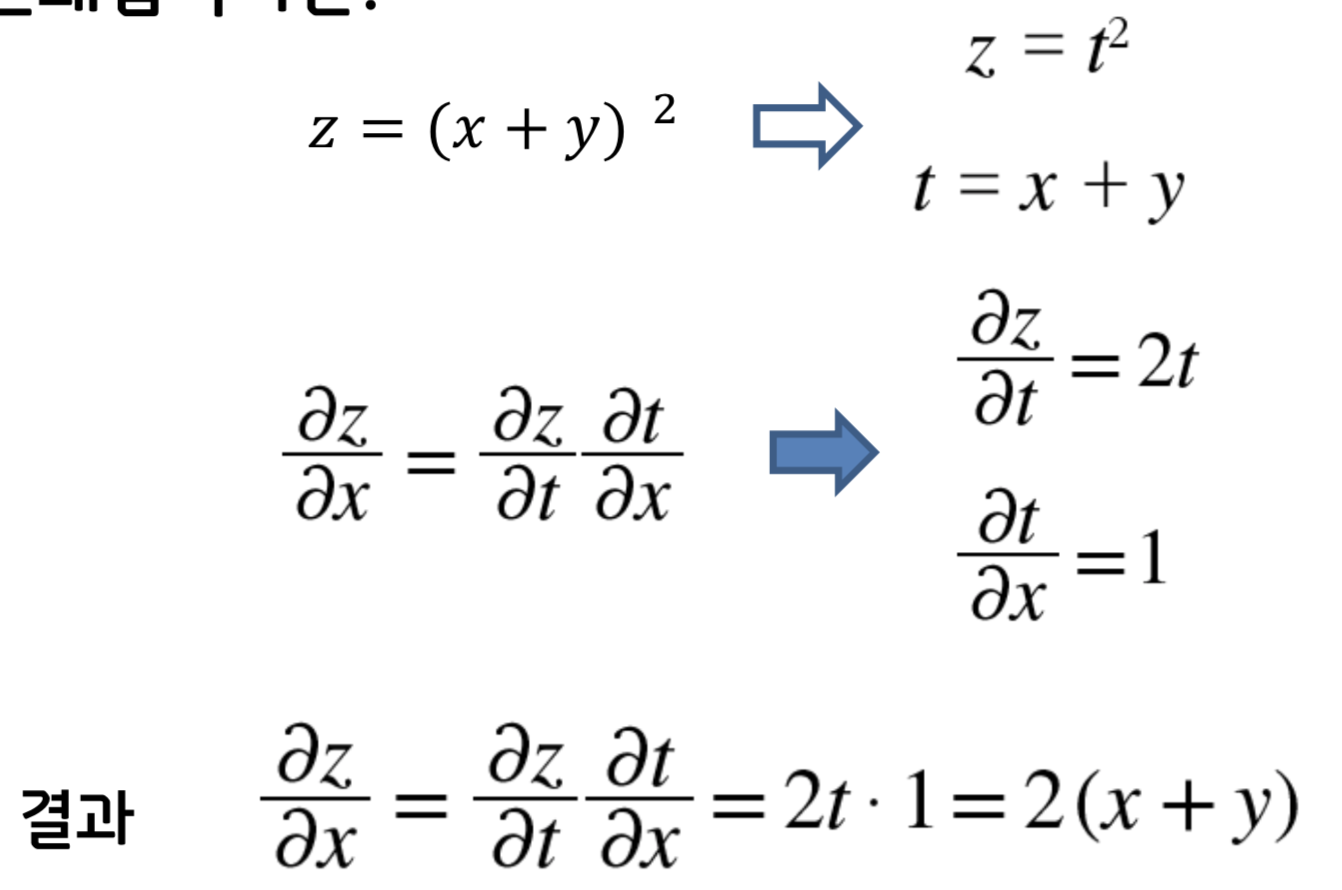 z = (x + y) ²
z = t²
t = x + y
∂z/∂x = ∂z/∂t ∂t/∂x
∂z/∂t = 2t
∂t/∂x = 1
결과 ∂z/∂x = ∂z/∂t ∂t/∂x = 2t · 1 = 2(x + y)